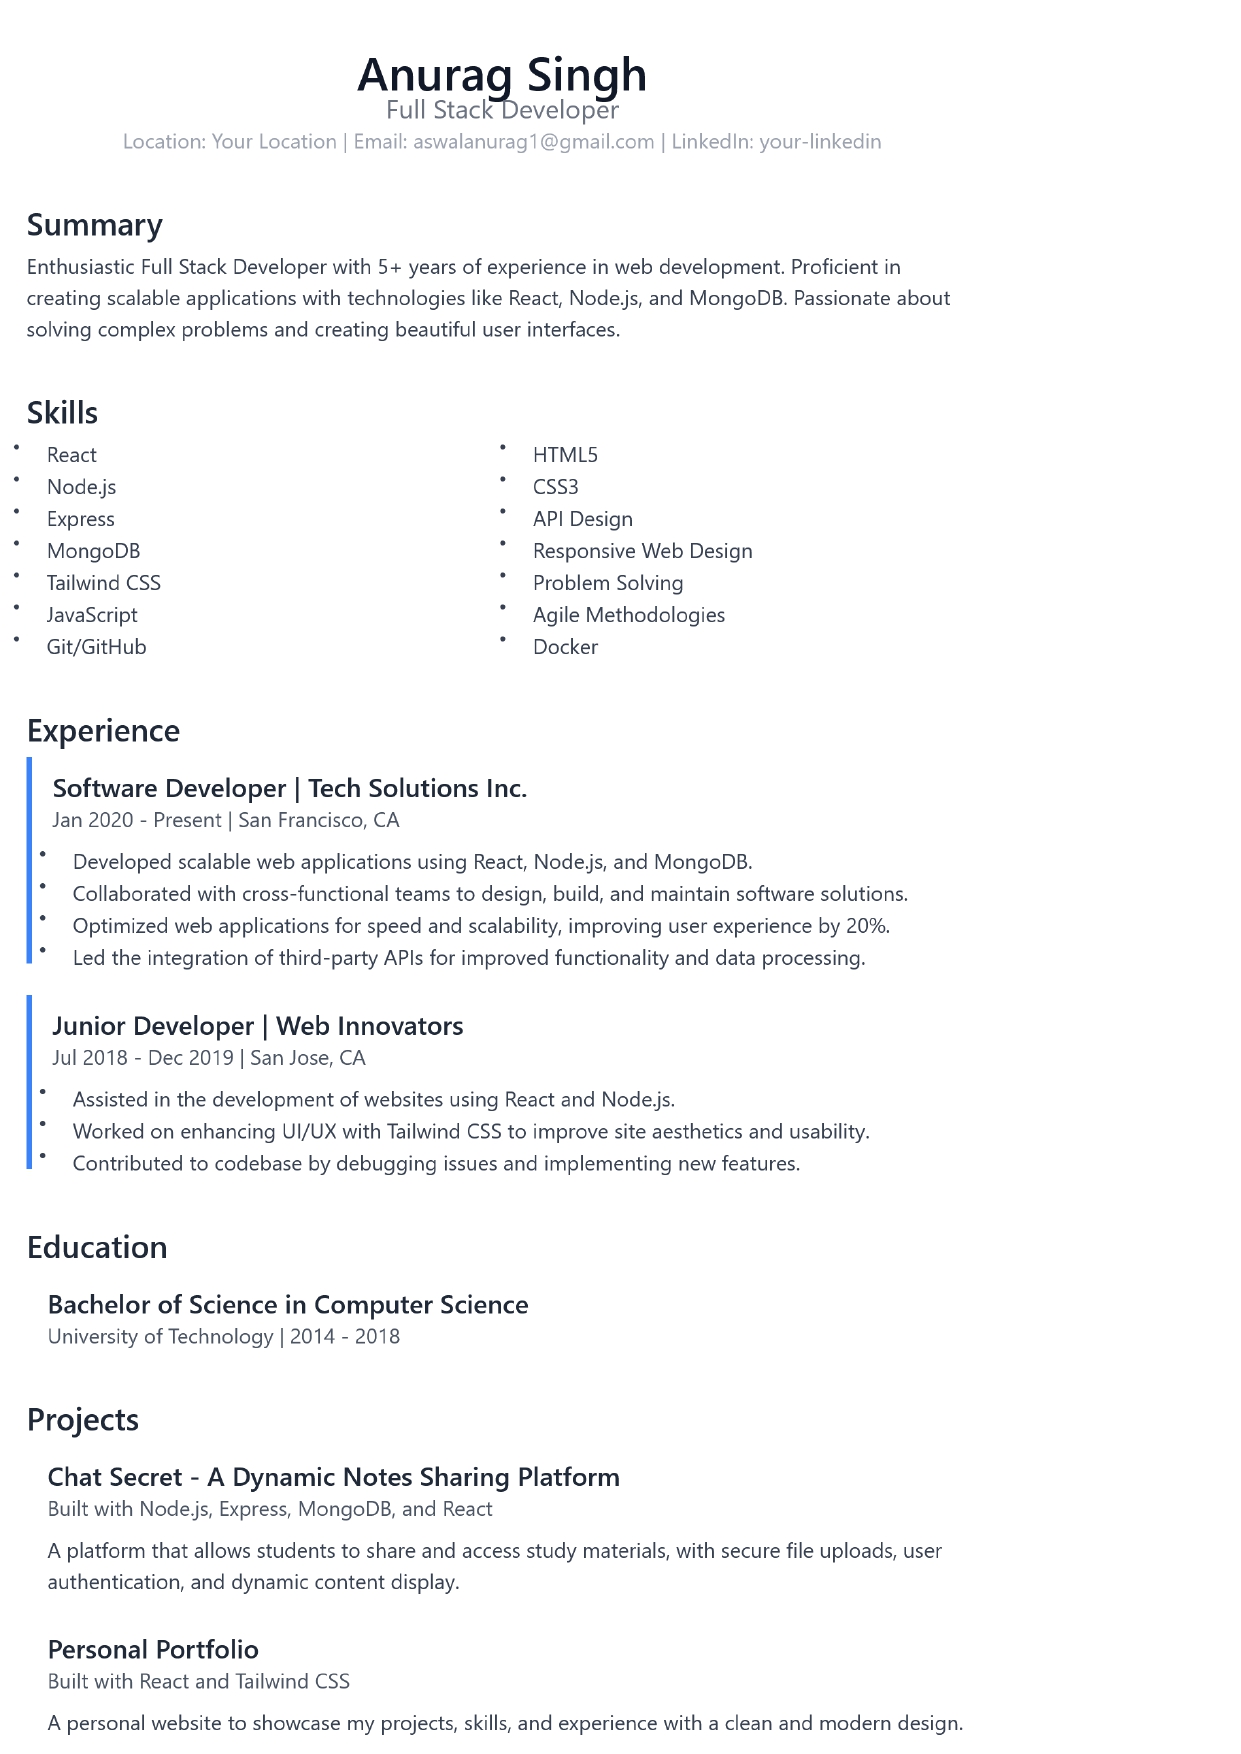 Anurag Singh
Full Stack Developer
Location: Your Location | Email: aswalanurag1@gmail.com | LinkedIn: your-linkedin
Summary
Enthusiastic Full Stack Developer with 5+ years of experience in web development. Proficient in
creating scalable applications with technologies like React, Node.js, and MongoDB. Passionate about
solving complex problems and creating beautiful user interfaces.
Skills
• React
• Node.js
• Express
• MongoDB
• Tailwind CSS
• JavaScript
• Git/GitHub
• HTML5
• CSS3
• API Design
• Responsive Web Design
• Problem Solving
• Agile Methodologies
• Docker
Experience
Software Developer | Tech Solutions Inc.
Jan 2020 - Present | San Francisco, CA
• Developed scalable web applications using React, Node.js, and MongoDB.
• Collaborated with cross-functional teams to design, build, and maintain software solutions.
• Optimized web applications for speed and scalability, improving user experience by 20%.
• Led the integration of third-party APIs for improved functionality and data processing.
Junior Developer | Web Innovators
Jul 2018 - Dec 2019 | San Jose, CA
• Assisted in the development of websites using React and Node.js.
• Worked on enhancing UI/UX with Tailwind CSS to improve site aesthetics and usability.
• Contributed to codebase by debugging issues and implementing new features.
Education
Bachelor of Science in Computer Science
University of Technology | 2014 - 2018
Projects
Chat Secret - A Dynamic Notes Sharing Platform
Built with Node.js, Express, MongoDB, and React
A platform that allows students to share and access study materials, with secure file uploads, user
authentication, and dynamic content display.
Personal Portfolio
Built with React and Tailwind CSS
A personal website to showcase my projects, skills, and experience with a clean and modern design.